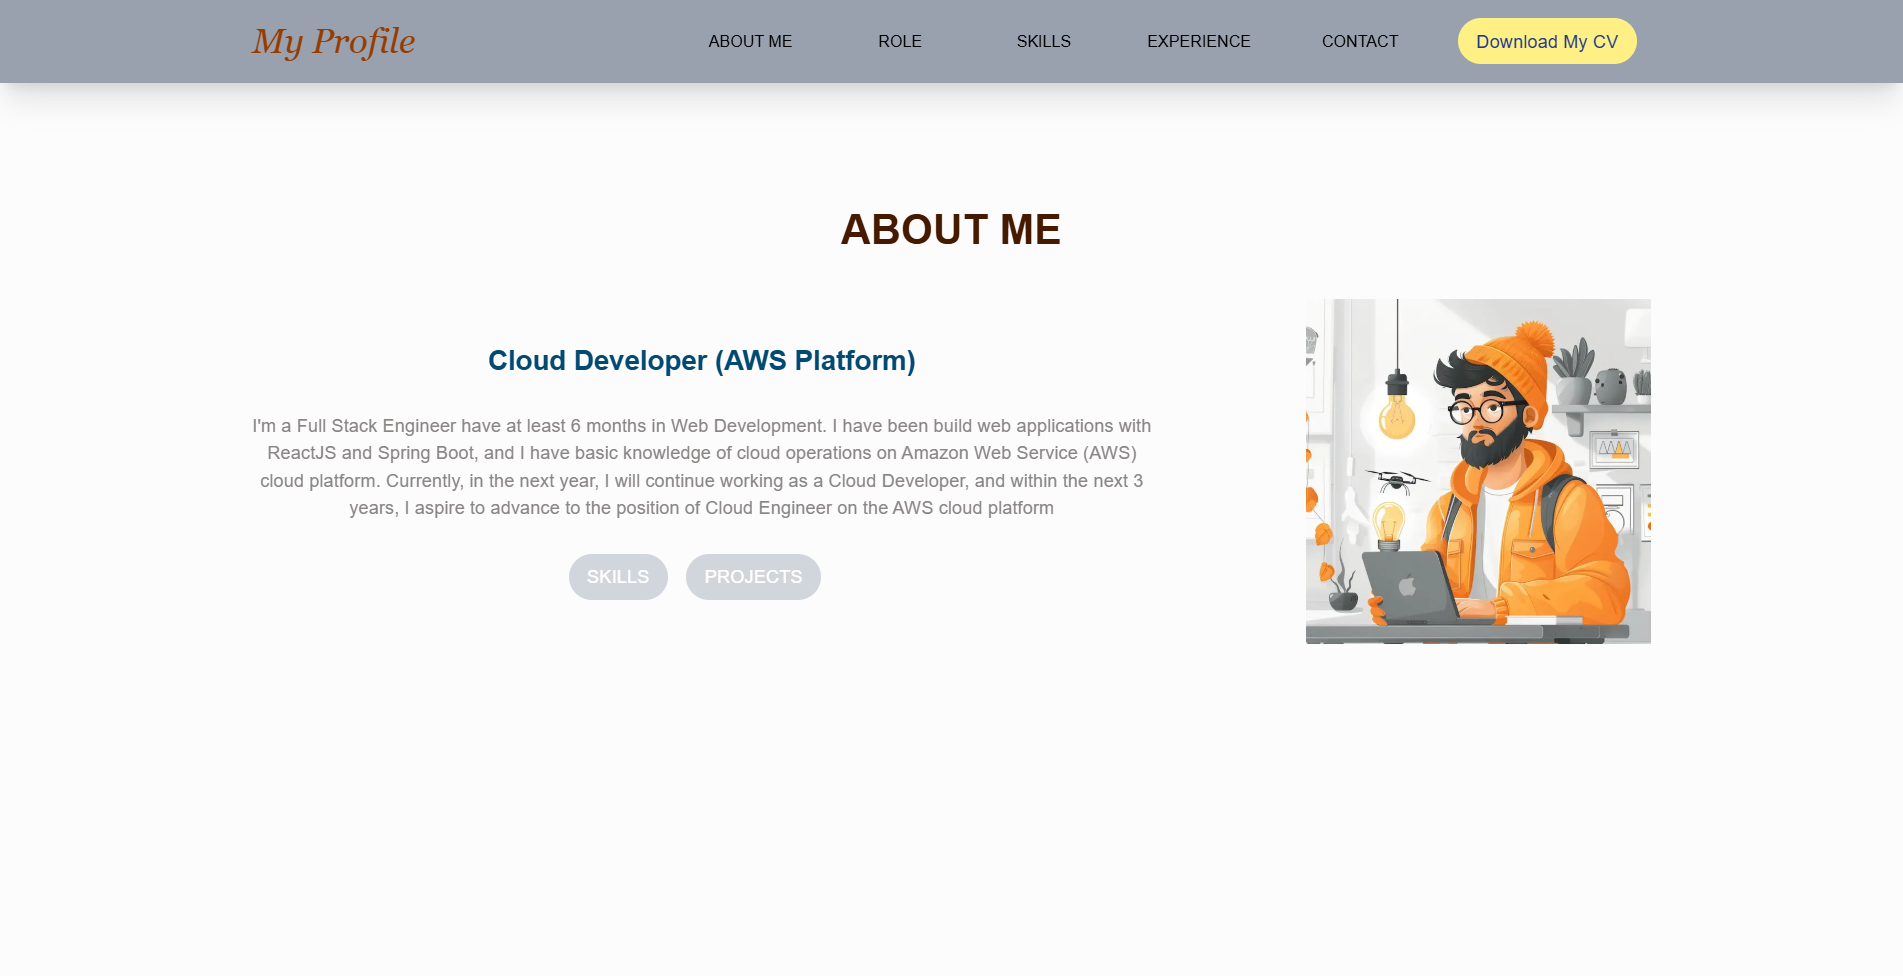 My Profile
ABOUT ME
ROLE
SKILLS
EXPERIENCE
CONTACT
Download My CV
ABOUT ME
Cloud Developer (AWS Platform)
I'm a Full Stack Engineer have at least 6 months in Web Development. I have been build web applications with
ReactJS and Spring Boot, and I have basic knowledge of cloud operations on Amazon Web Service (AWS)
cloud platform. Currently, in the next year, I will continue working as a Cloud Developer, and within the next 3
years, I aspire to advance to the position of Cloud Engineer on the AWS cloud platform
SKILLS
PROJECTS